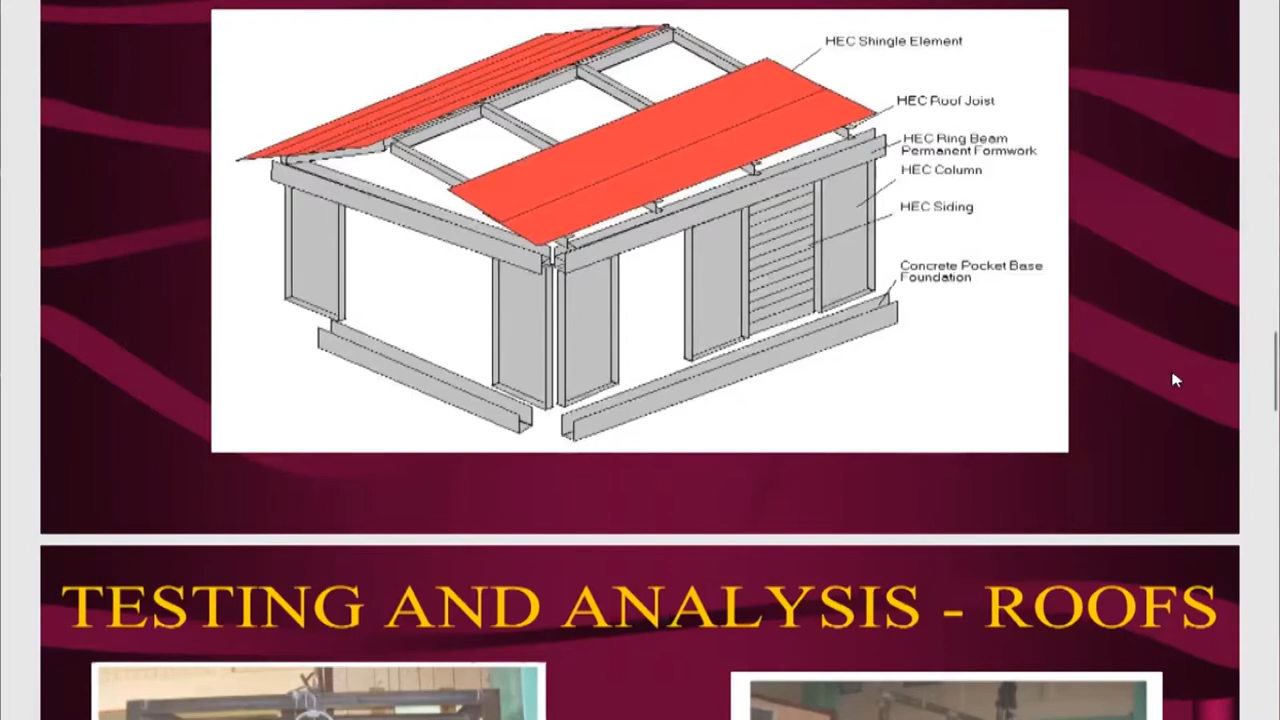 HEC Shingle Element
HEC Roof Joist
HEC Ring Beam
Permanent Formwork
HEC Column
HEC Siding
Concrete Pocket Base
Foundation
TESTING AND ANALYSIS - ROOFS